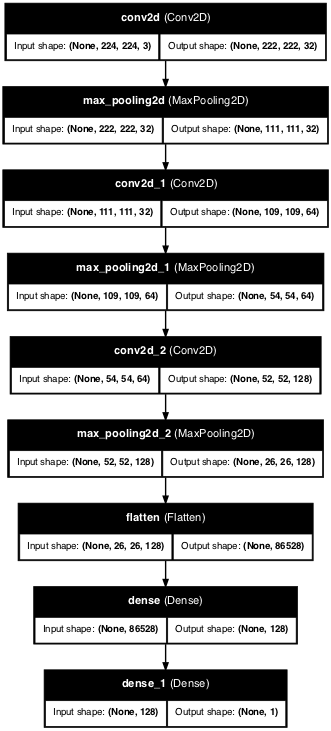 conv2d (Conv2D)
Input shape: (None, 224, 224, 3) Output shape: (None, 222, 222, 32)
max_pooling2d (MaxPooling2D)
Input shape: (None, 222, 222, 32) Output shape: (None, 111, 111, 32)
conv2d_1 (Conv2D)
Input shape: (None, 111, 111, 32) Output shape: (None, 109, 109, 64)
max_pooling2d_1 (MaxPooling2D)
Input shape: (None, 109, 109, 64) Output shape: (None, 54, 54, 64)
conv2d_2 (Conv2D)
Input shape: (None, 54, 54, 64) Output shape: (None, 52, 52, 128)
max_pooling2d_2 (MaxPooling2D)
Input shape: (None, 52, 52, 128) Output shape: (None, 26, 26, 128)
flatten (Flatten)
Input shape: (None, 26, 26, 128) Output shape: (None, 86528)
dense (Dense)
Input shape: (None, 86528) Output shape: (None, 128)
dense_1 (Dense)
Input shape: (None, 128) Output shape: (None, 1)